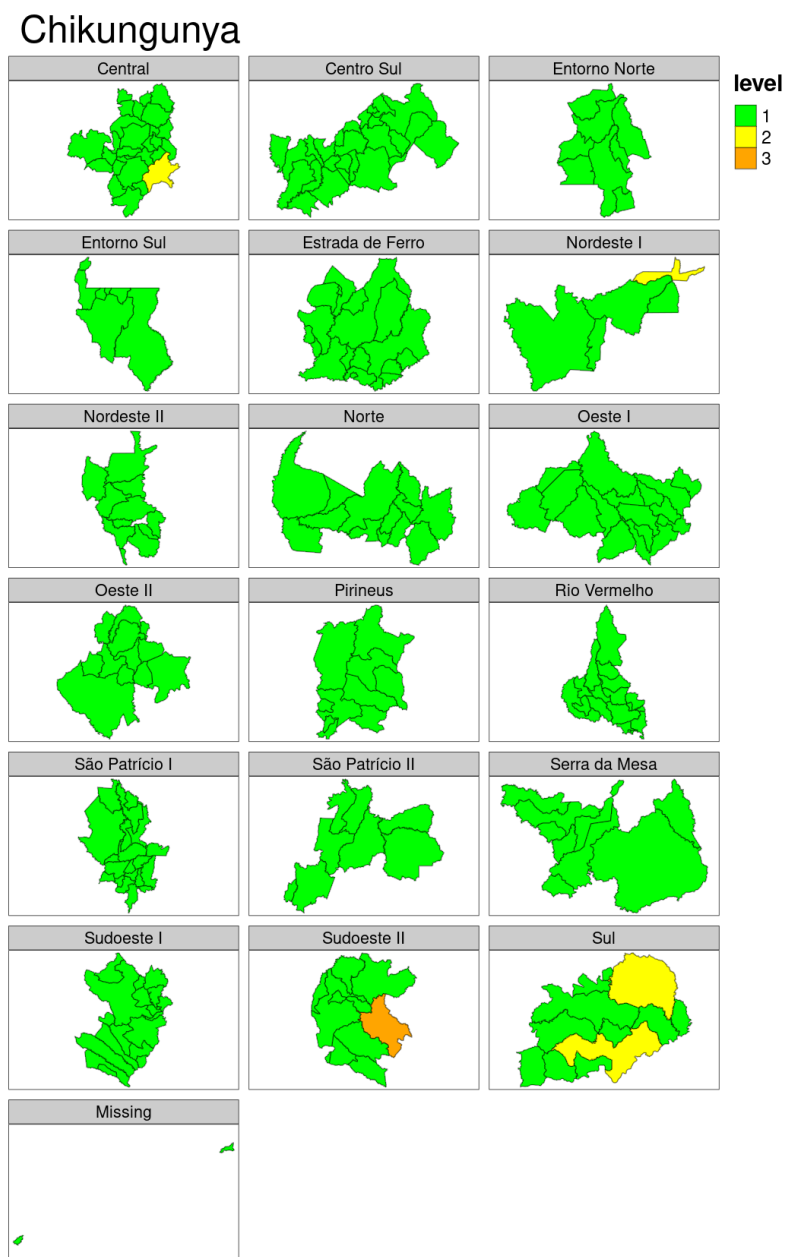 Chikungunya
Central
Centro Sul
Entorno Norte
level
1
2
3
Entorno Sul
Estrada de Ferro
Nordeste I
Nordeste II
Norte
Oeste I
Oeste II
Pirineus
Rio Vermelho
São Patrício I
São Patrício II
Serra da Mesa
Sudoeste I
Sudoeste II
Sul
Missing